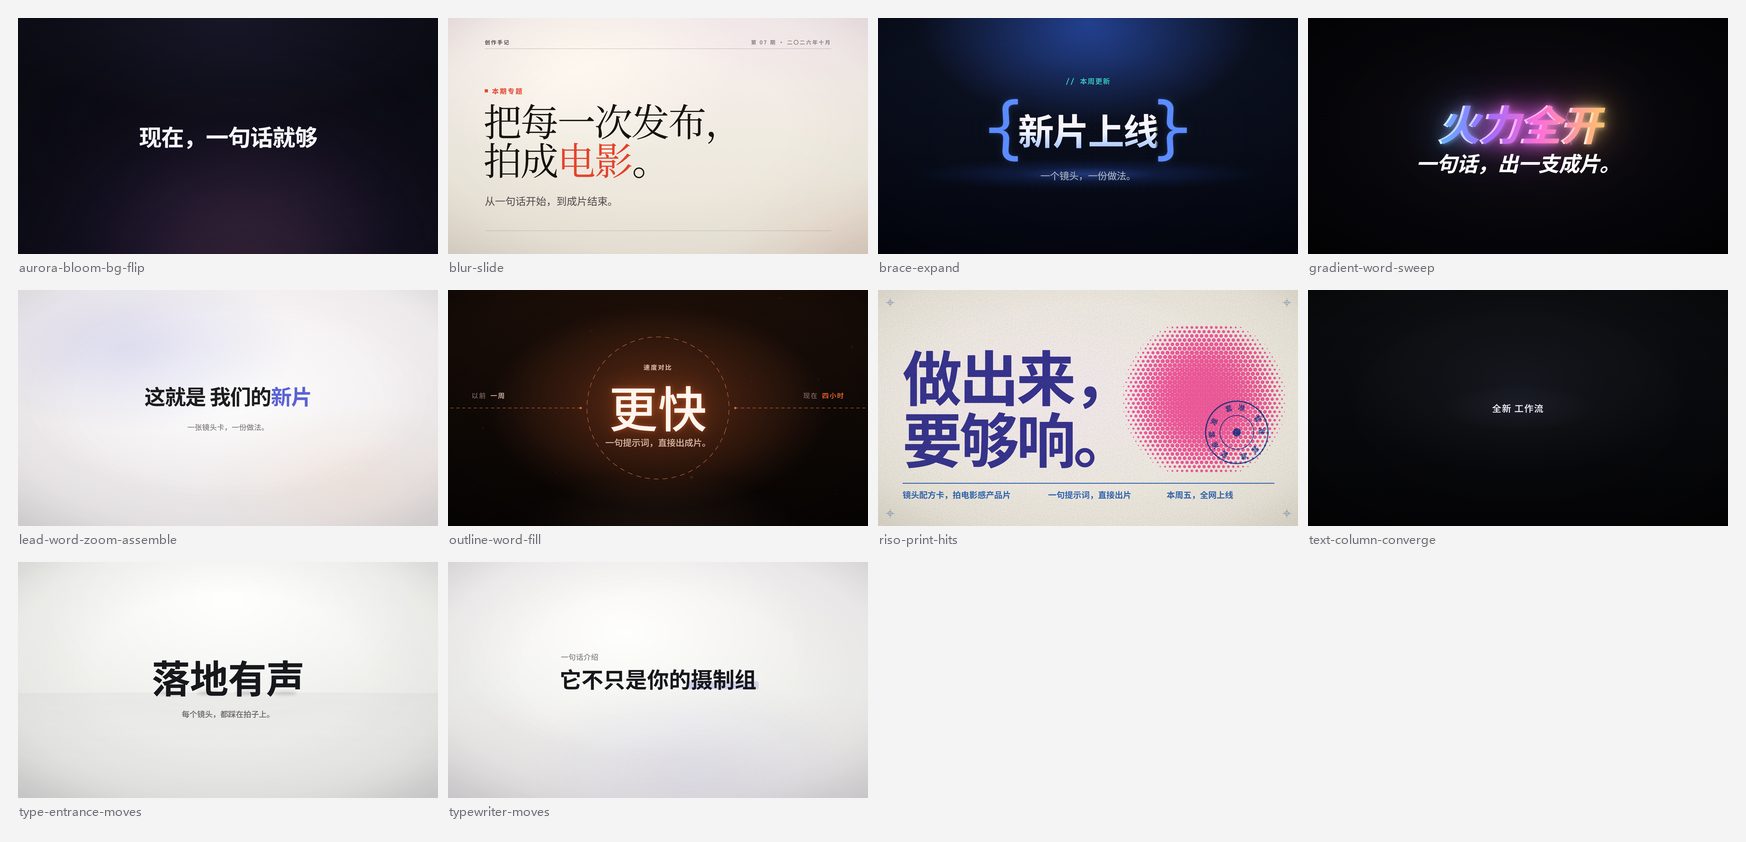 现在，一句话就够
aurora-bloom-bg-flip
创作手记
第 07 期 · 二〇二六年十月
本期专题
把每一次发布，
拍成电影。
从一句话开始，到成片结束。
blur-slide
// 本周更新
{新片上线}
一个镜头，一份做法。
brace-expand
火力全开
一句话，出一支成片。
gradient-word-sweep
这就是 我们的新片
一张镜头卡，一份做法。
lead-word-zoom-assemble
速度对比
以前 一周
更快
现在 四小时
一句提示词，直接出成片。
outline-word-fill
做出来，
要够响。
镜头配方卡，拍电影感产品片
一句提示词，直接出片
本周五，全网上线
riso-print-hits
全新 工作流
text-column-converge
落地有声
每个镜头，都踩在拍子上。
type-entrance-moves
一句话介绍
它不只是你的摄制组
typewriter-moves